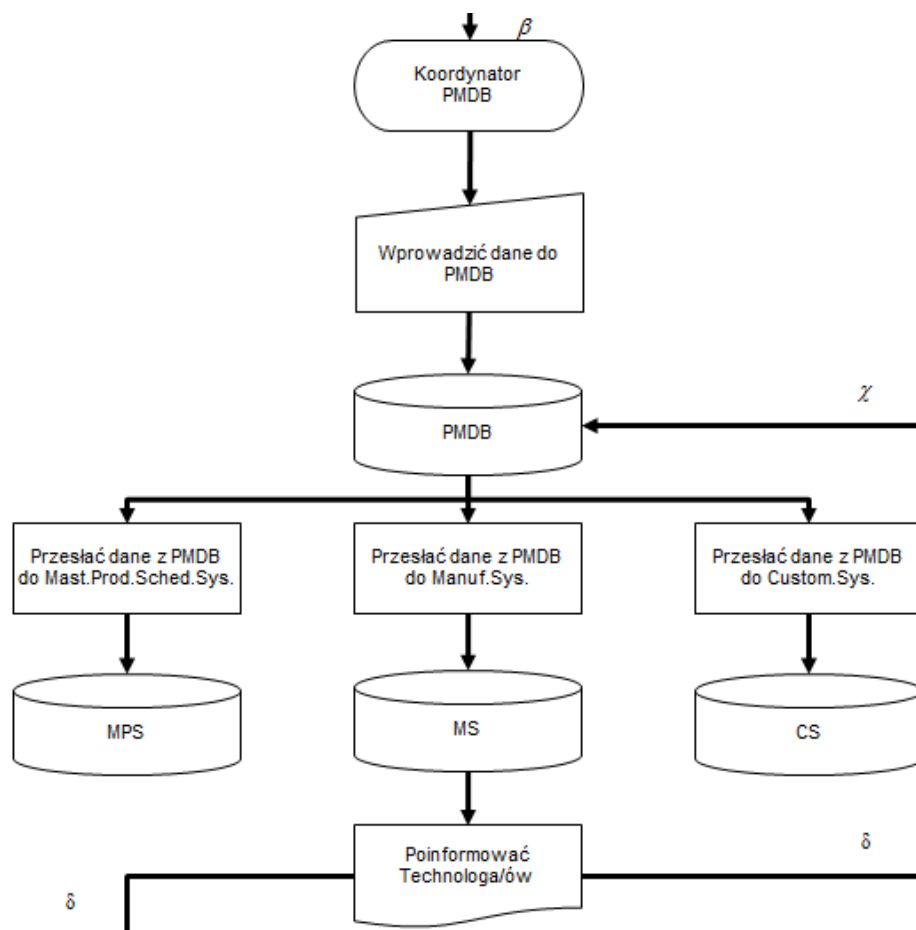 β
Koordynator
PMDB
Wprowadzić dane do
PMDB
χ
PMDB
Przesłać dane z PMDB
do Mast.Prod.Sched.Sys.
Przesłać dane z PMDB
do Manuf.Sys.
Przesłać dane z PMDB
do Custom.Sys.
MPS
MS
CS
Poinformować
Technologa/ów
δ
δ